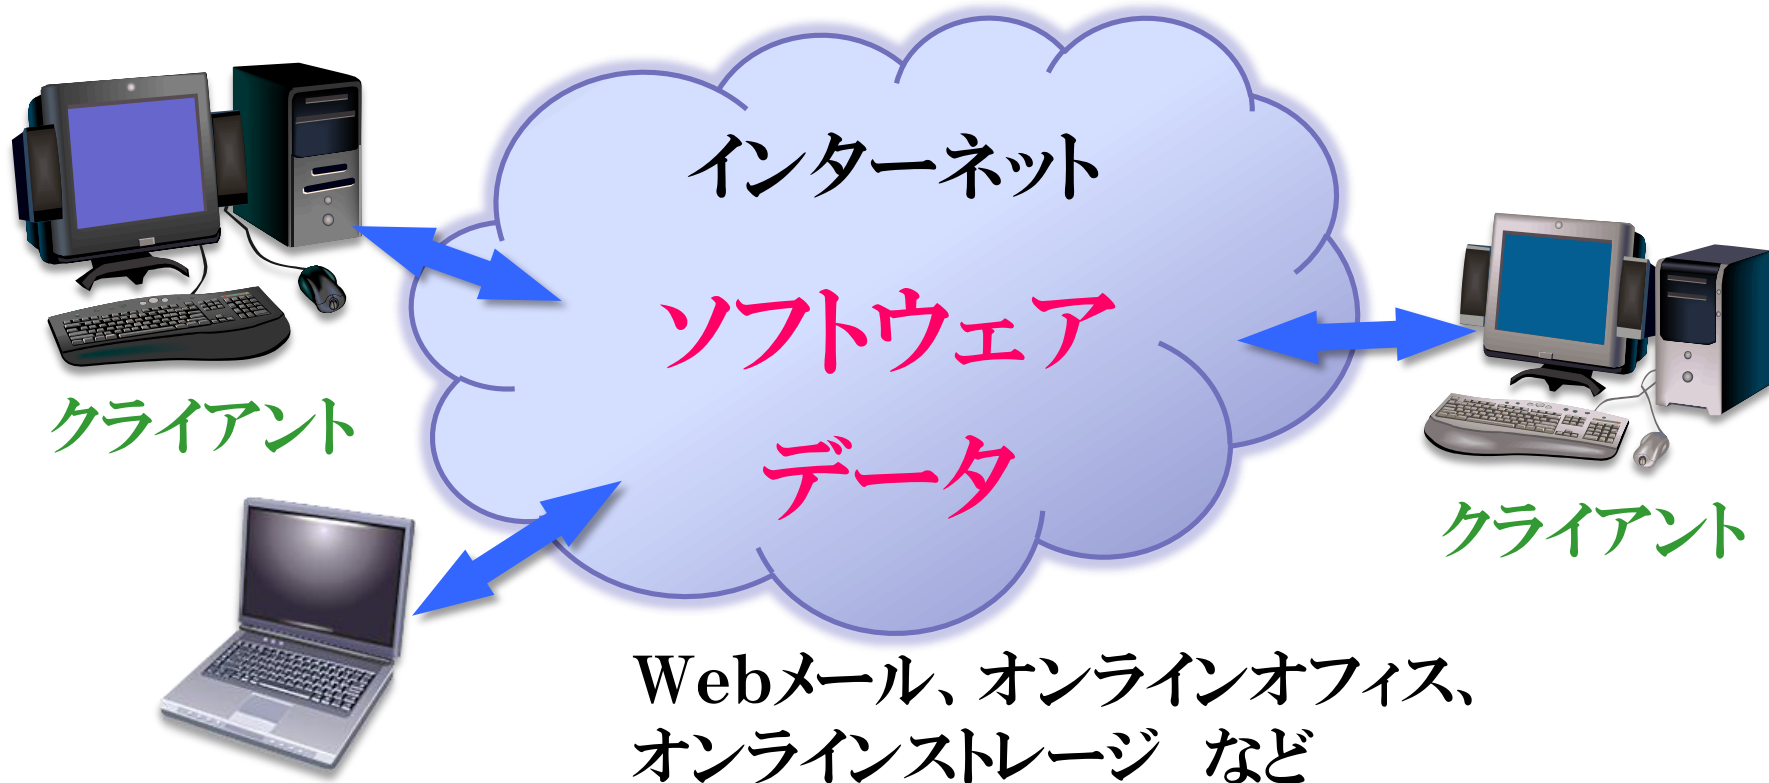 インターネット
ソフトウェア
データ
クライアント
クライアント
Webメール、オンラインオフィス、
オンラインストレージ　など